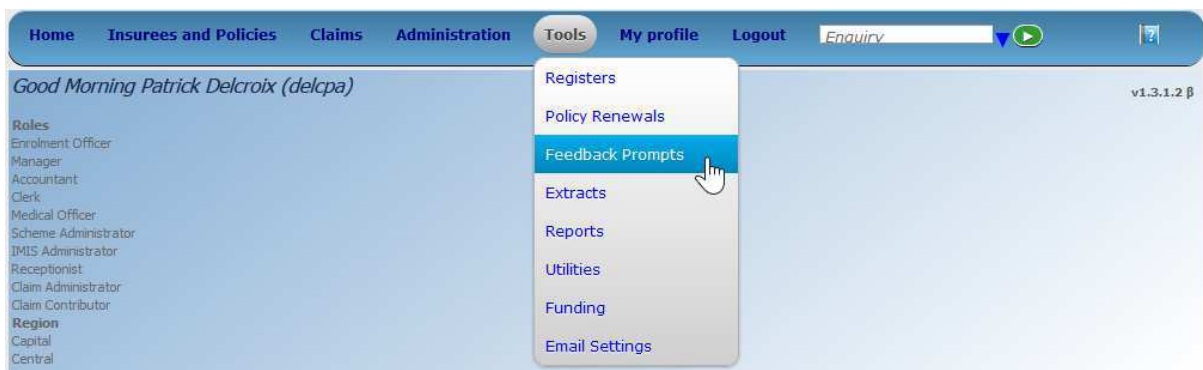 Home Insurees and Policies Claims Administration Tools My profile Logout Enquiry ?
Good Morning Patrick Delcroix (delcpa)
v1.3.1.2 β
Roles
Enrolment Officer
Manager
Accountant
Clerk
Medical Officer
Scheme Administrator
IMIS Administrator
Receptionist
Claim Administrator
Claim Contributor
Region
Capital
Central
Registers
Policy Renewals
Feedback Prompts
Extracts
Reports
Utilities
Funding
Email Settings